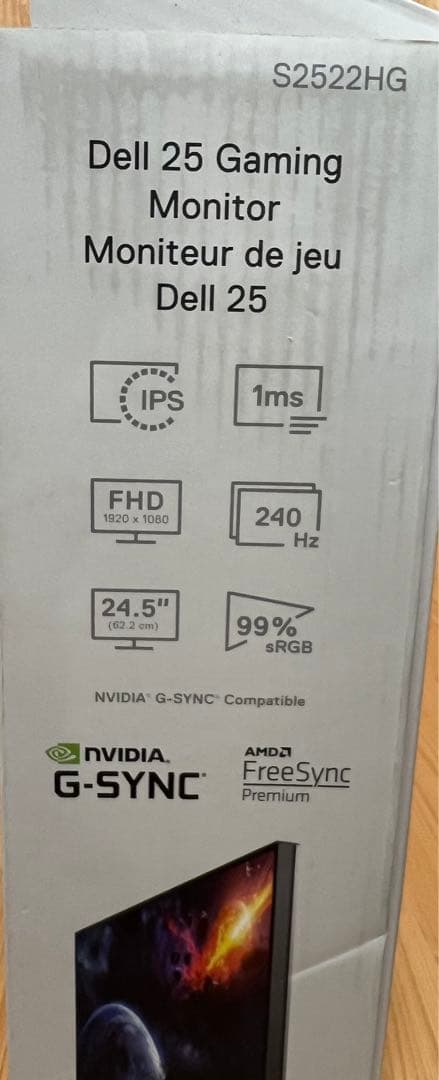 S2522HG
Dell 25 Gaming
Monitor
Moniteur de jeu
Dell 25
IPS
1ms
FHD
1920 x 1080
240
Hz
24.5"
(62.2 cm)
99%
sRGB
NVIDIA® G-SYNC® Compatible
NVIDIA.
G-SYNC
AMD
FreeSync
Premium